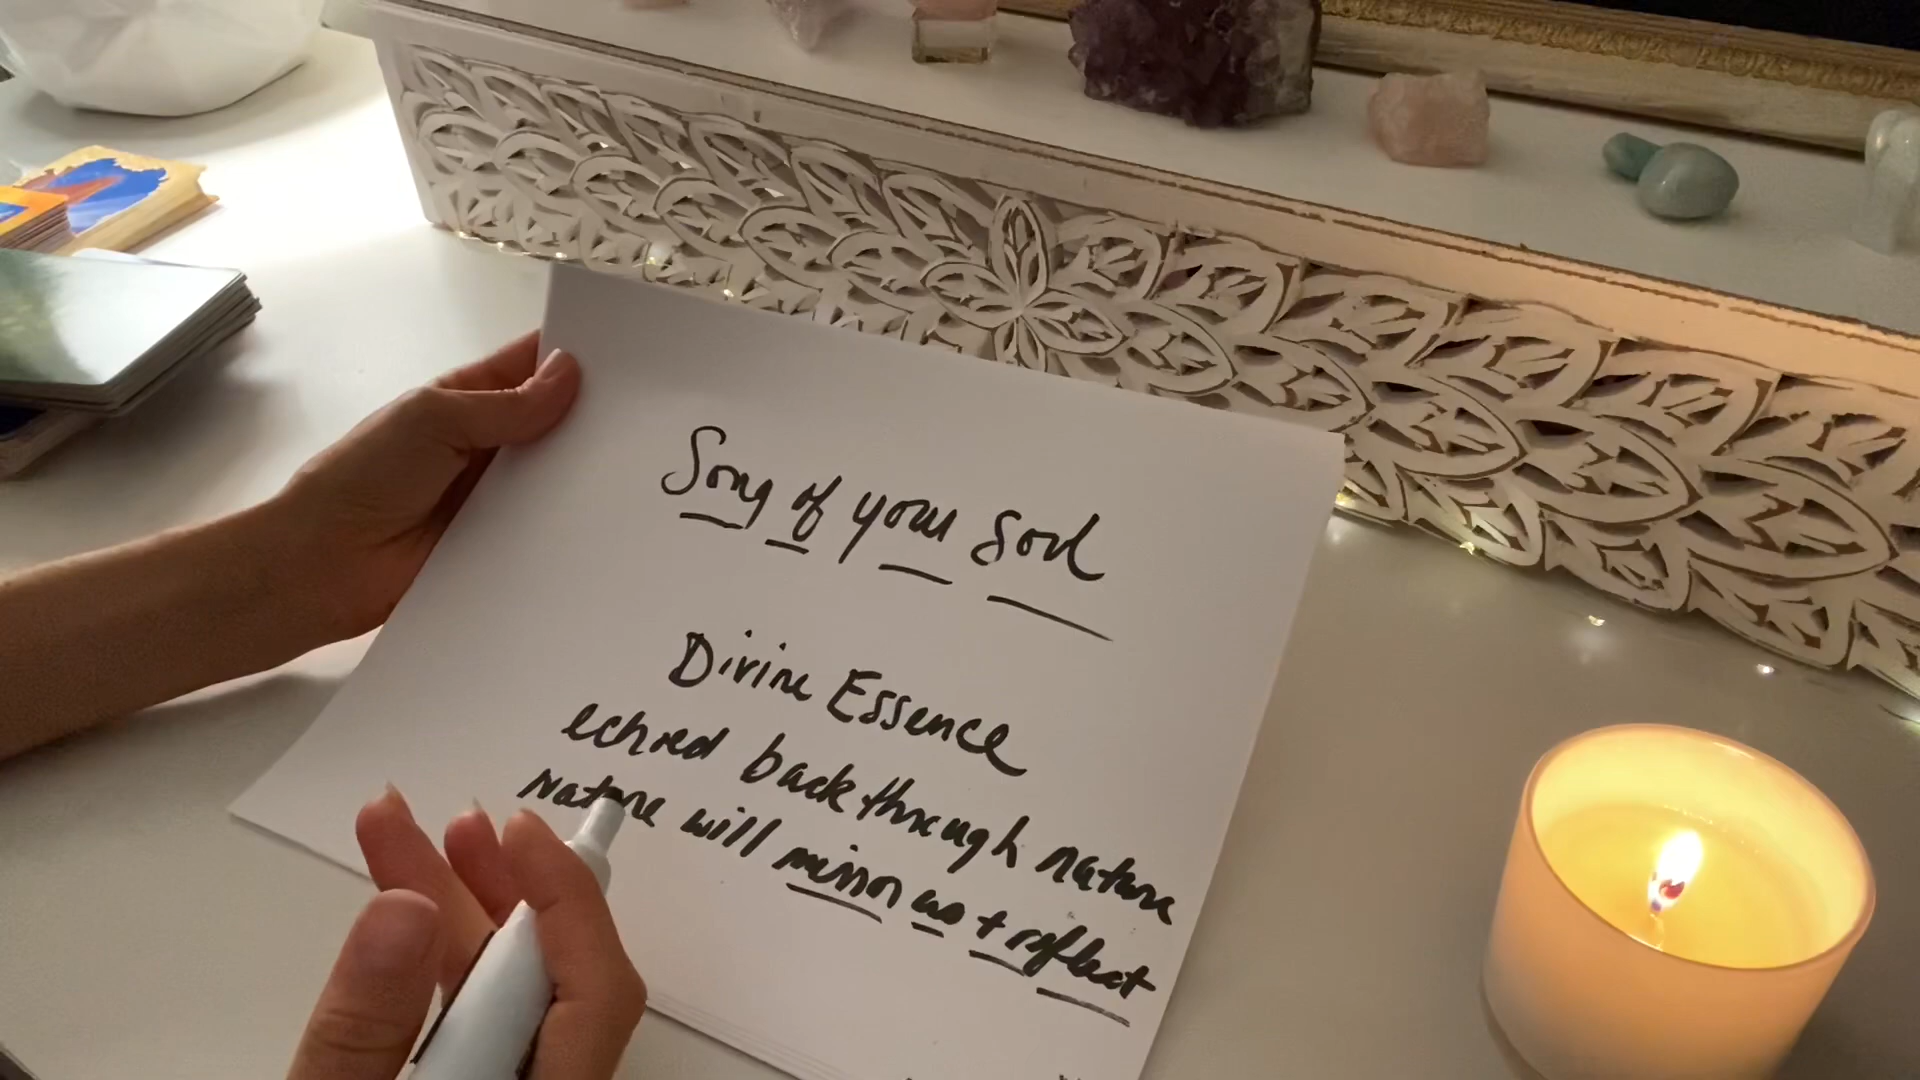 Song of your Soul
Divine Essence
echoed back through nature
Nature will mirror us + reflect